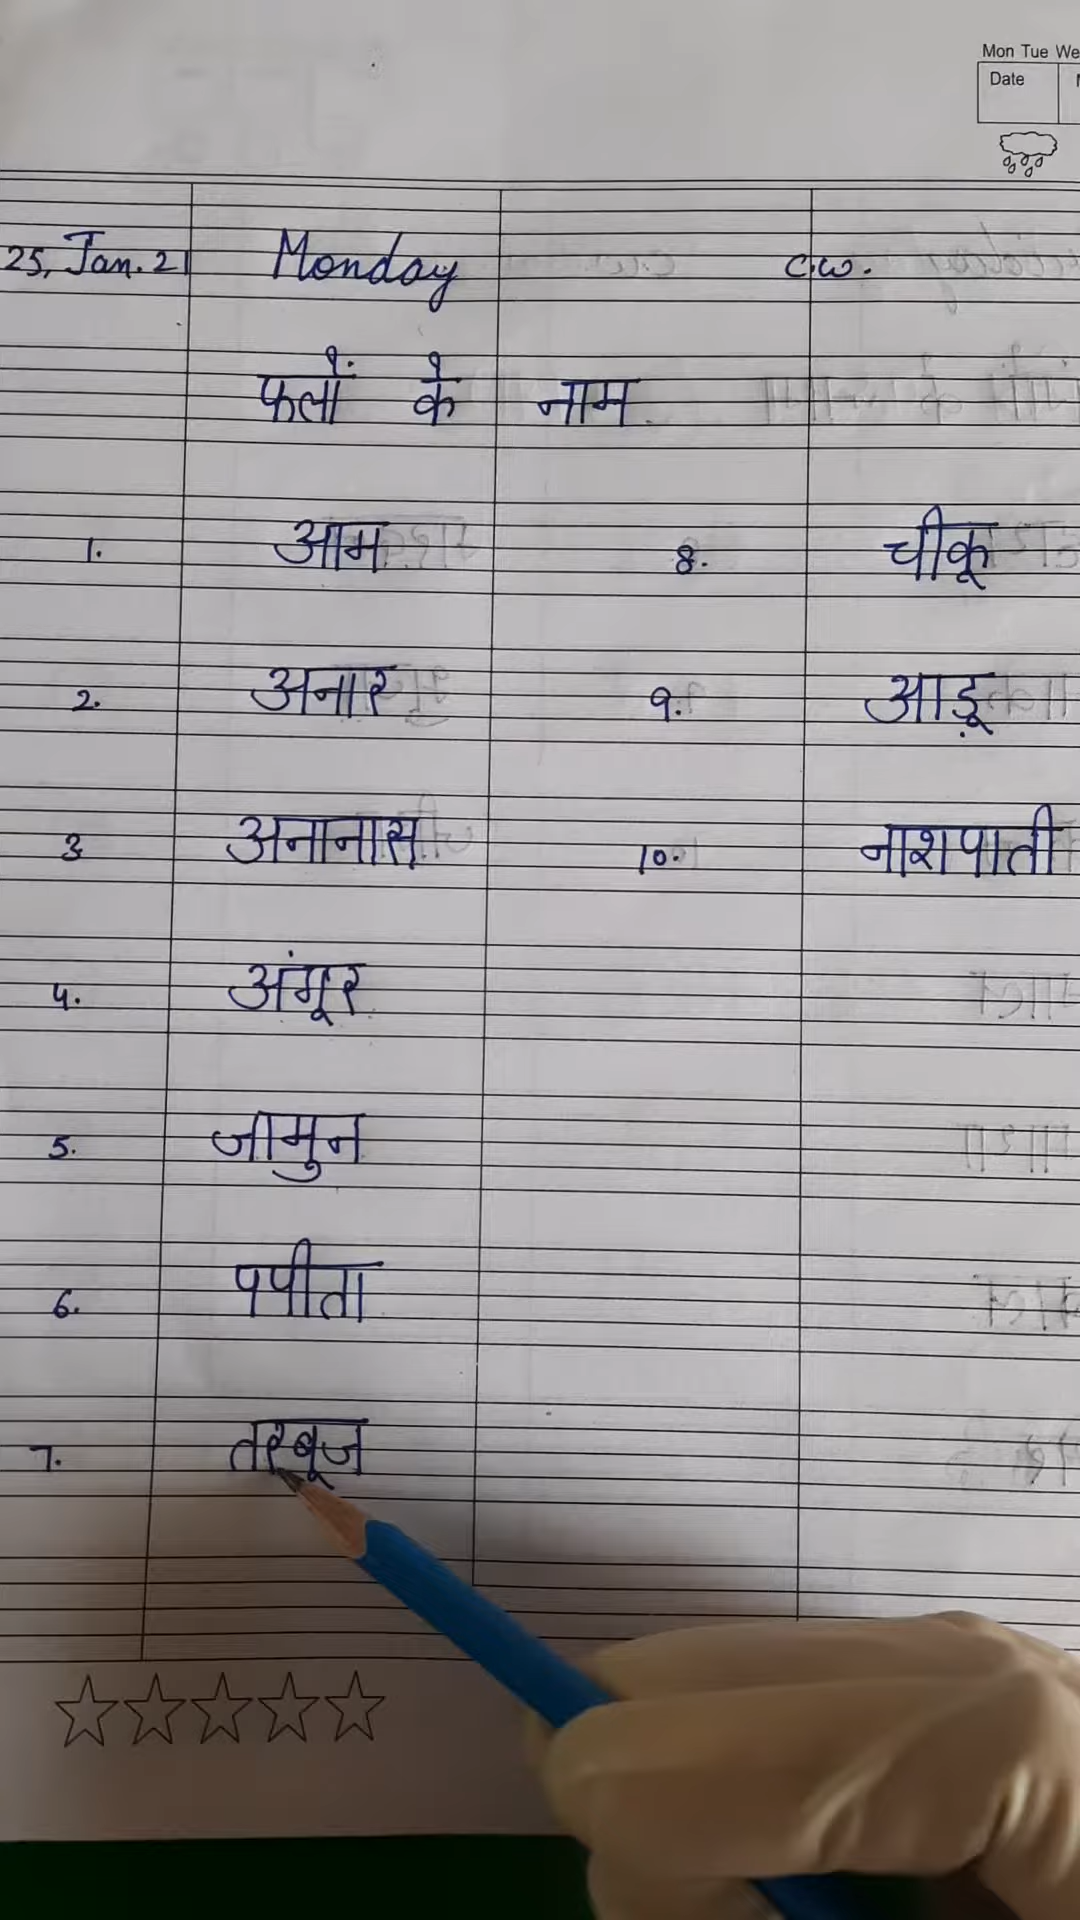 Mon Tue We
Date
25, Jan. 21 Monday c.w.
फलों के नाम
1. आम
2. अनार
3 अनानास
4. अंगूर
5. जामुन
6. पपीता
7. तरबूज
8. चीकू
9. आड़ू
10. नाशपाती